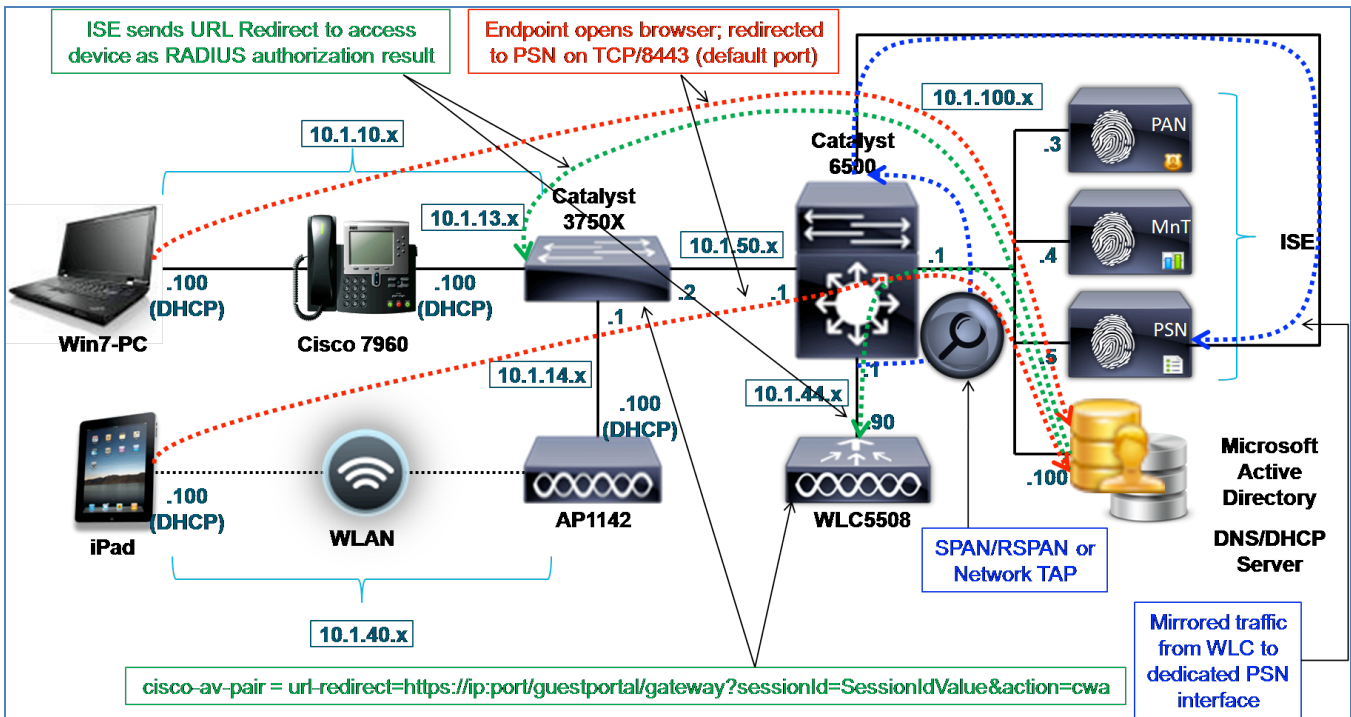 ISE sends URL Redirect to access
device as RADIUS authorization result
Endpoint opens browser; redirected
to PSN on TCP/8443 (default port)
10.1.100.x
10.1.10.x
Catalyst
6500
.3
PAN
Catalyst
3750X
10.1.13.x
10.1.50.x
MnT
ISE
.4
.1
.100
(DHCP)
.100
(DHCP)
.2
.1
.1
PSN
.5
Win7-PC
Cisco 7960
10.1.14.x
.1
10.1.44.x
.100
(DHCP)
.90
.100
Microsoft
Active
Directory
.100
(DHCP)
iPad
WLAN
AP1142
WLC5508
SPAN/RSPAN or
Network TAP
DNS/DHCP
Server
10.1.40.x
Mirrored traffic
from WLC to
dedicated PSN
interface
cisco-av-pair = url-redirect=https://ip:port/guestportal/gateway?sessionId=SessionIdValue&action=cwa